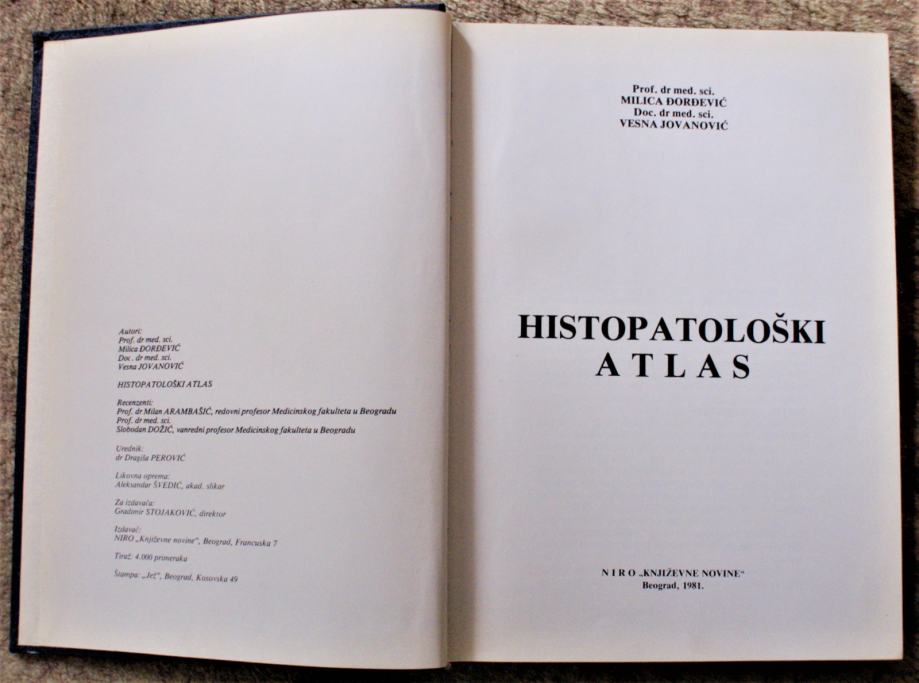 Autori:
Prof. dr med. sci.
Milica ĐORĐEVIĆ
Doc. dr med. sci.
Vesna JOVANOVIĆ
HISTOPATOLOŠKI ATLAS
Recenzenti:
Prof. dr Milan ARAMBAŠIĆ, redovni profesor Medicinskog fakulteta u Beogradu
Prof. dr med. sci.
Slobodan DOŽIĆ, vanredni profesor Medicinskog fakulteta u Beogradu
Urednik:
dr Dragiša PEROVIĆ
Likovna oprema:
Aleksandar ŠVEDIĆ, akad. slikar
Za izdavača:
Gradimir STOJAKOVIĆ, direktor
Izdavač:
NIRO „Književne novine", Beograd, Francuska 7
Tiraž: 4.000 primeraka
Štampa: „Jež", Beograd, Kosovska 49
Prof. dr med. sci.
MILICA ĐORĐEVIĆ
Doc. dr med. sci.
VESNA JOVANOVIĆ
HISTOPATOLOŠKI
ATLAS
NIRO „KNJIŽEVNE NOVINE"
Beograd, 1981.